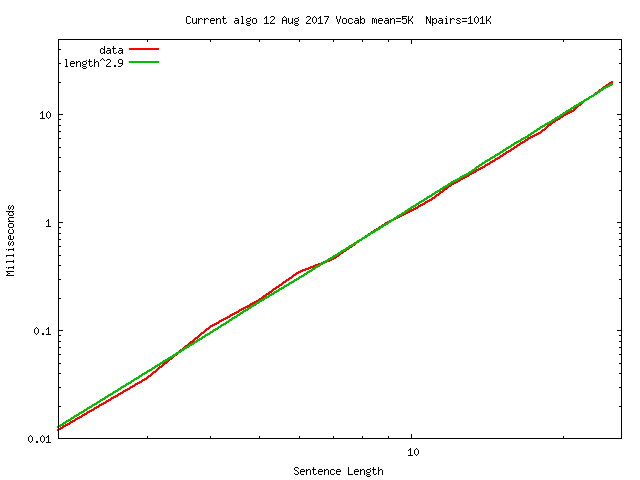 Current algo 12 Aug 2017 Vocab mean=5K  Npairs=101K
data
length^2.9
10
1
0.1
0.01
Milliseconds
10
Sentence Length